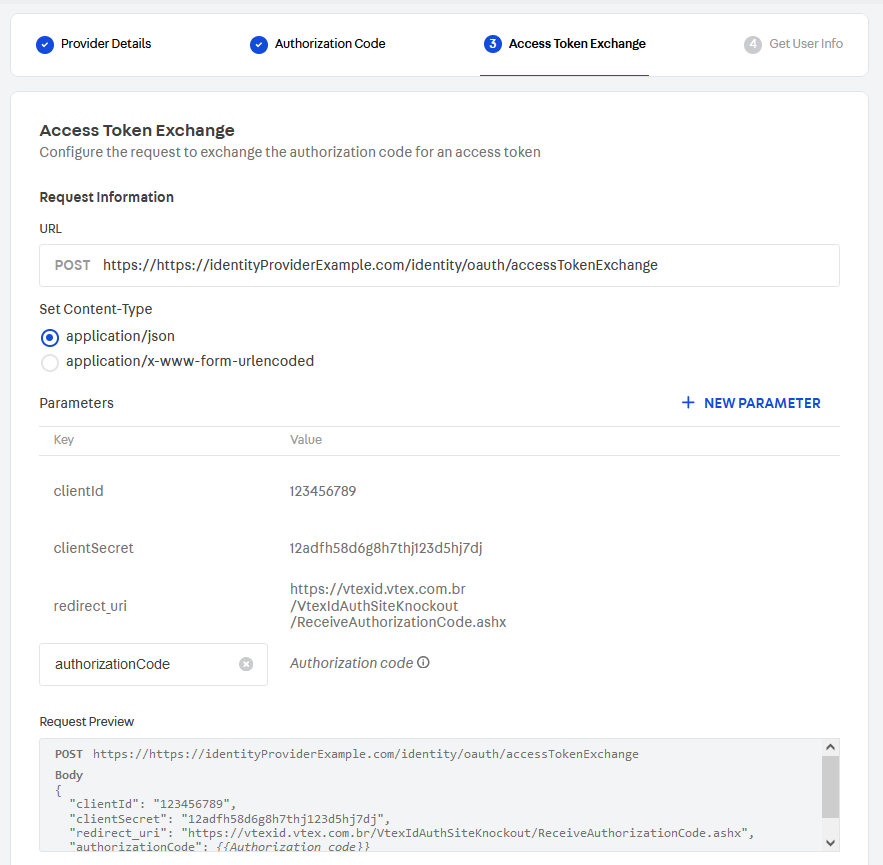 Provider Details
Authorization Code
3 Access Token Exchange
4 Get User Info
Access Token Exchange
Configure the request to exchange the authorization code for an access token
Request Information
URL
POST https://https://identityProviderExample.com/identity/oauth/accessTokenExchange
Set Content-Type
application/json
application/x-www-form-urlencoded
Parameters
+ NEW PARAMETER
Key Value
clientId 123456789
clientSecret 12adfh58d6g8h7thj123d5hj7dj
redirect_uri
https://vtexid.vtex.com.br
/VtexIdAuthSiteKnockout
/ReceiveAuthorizationCode.ashx
authorizationCode
Authorization code
Request Preview
POST https://https://identityProviderExample.com/identity/oauth/accessTokenExchange
Body
{
"clientId": "123456789",
"clientSecret": "12adfh58d6g8h7thj123d5hj7dj",
"redirect_uri": "https://vtexid.vtex.com.br/VtexIdAuthSiteKnockout/ReceiveAuthorizationCode.ashx",
"authorizationCode": {{Authorization code}}